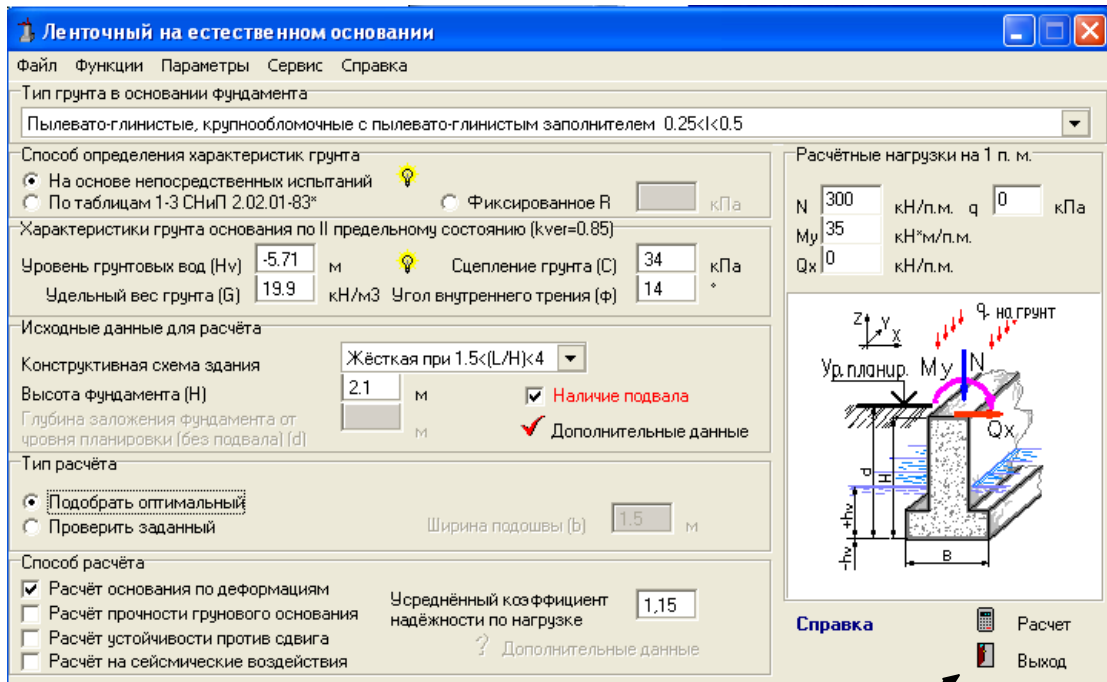 Ленточный на естественном основании
Файл Функции Параметры Сервис Справка
Тип грунта в основании фундамента
Пылевато-глинистые, крупнообломочные с пылевато-глинистым заполнителем 0.25<I<0.5
Способ определения характеристик грунта
На основе непосредственных испытаний
По таблицам 1-3 СНиП 2.02.01-83* Фиксированное R кПа
Характеристики грунта основания по II предельному состоянию (kver=0.85)
Уровень грунтовых вод (Hv) -5.71 м Сцепление грунта (C) 34 кПа
Удельный вес грунта (G) 19.9 кН/м3 Угол внутреннего трения (φ) 14 °
Исходные данные для расчёта
Конструктивная схема здания Жёсткая при 1.5<(L/H)<4
Высота фундамента (H) 2.1 м Наличие подвала
Глубина заложения фундамента от
уровня планировки (без подвала) (d) м Дополнительные данные
Тип расчёта
Подобрать оптимальный
Проверить заданный Ширина подошвы (b) 1.5 м
Способ расчёта
Расчёт основания по деформациям
Расчёт прочности грунового основания
Расчёт устойчивости против сдвига
Расчёт на сейсмические воздействия
Усреднённый коэффициент
надёжности по нагрузке 1,15
? Дополнительные данные
Расчётные нагрузки на 1 п. м.
N 300 кН/п.м. q 0 кПа
My 35 кН*м/п.м.
Qx 0 кН/п.м.
Z Y X q на грунт
Ур.планир. My N
Qx
d H
+hv
-hv B
Справка Расчет
Выход